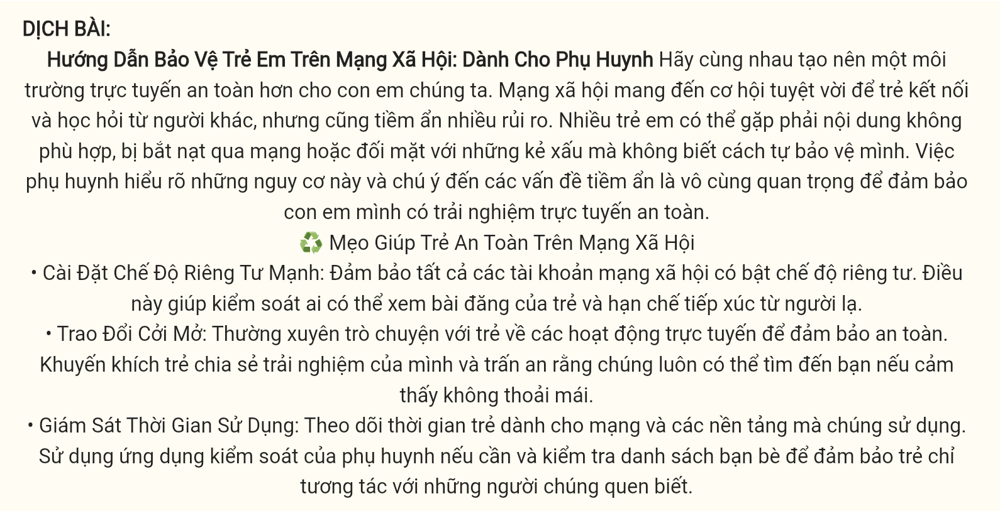 DỊCH BÀI:
Hướng Dẫn Bảo Vệ Trẻ Em Trên Mạng Xã Hội: Dành Cho Phụ Huynh Hãy cùng nhau tạo nên một môi
trường trực tuyến an toàn hơn cho con em chúng ta. Mạng xã hội mang đến cơ hội tuyệt vời để trẻ kết nối
và học hỏi từ người khác, nhưng cũng tiềm ẩn nhiều rủi ro. Nhiều trẻ em có thể gặp phải nội dung không
phù hợp, bị bắt nạt qua mạng hoặc đối mặt với những kẻ xấu mà không biết cách tự bảo vệ mình. Việc
phụ huynh hiểu rõ những nguy cơ này và chú ý đến các vấn đề tiềm ẩn là vô cùng quan trọng để đảm bảo
con em mình có trải nghiệm trực tuyến an toàn.
♻️ Mẹo Giúp Trẻ An Toàn Trên Mạng Xã Hội
• Cài Đặt Chế Độ Riêng Tư Mạnh: Đảm bảo tất cả các tài khoản mạng xã hội có bật chế độ riêng tư. Điều
này giúp kiểm soát ai có thể xem bài đăng của trẻ và hạn chế tiếp xúc từ người lạ.
• Trao Đổi Cởi Mở: Thường xuyên trò chuyện với trẻ về các hoạt động trực tuyến để đảm bảo an toàn.
Khuyến khích trẻ chia sẻ trải nghiệm của mình và trấn an rằng chúng luôn có thể tìm đến bạn nếu cảm
thấy không thoải mái.
• Giám Sát Thời Gian Sử Dụng: Theo dõi thời gian trẻ dành cho mạng và các nền tảng mà chúng sử dụng.
Sử dụng ứng dụng kiểm soát của phụ huynh nếu cần và kiểm tra danh sách bạn bè để đảm bảo trẻ chỉ
tương tác với những người chúng quen biết.